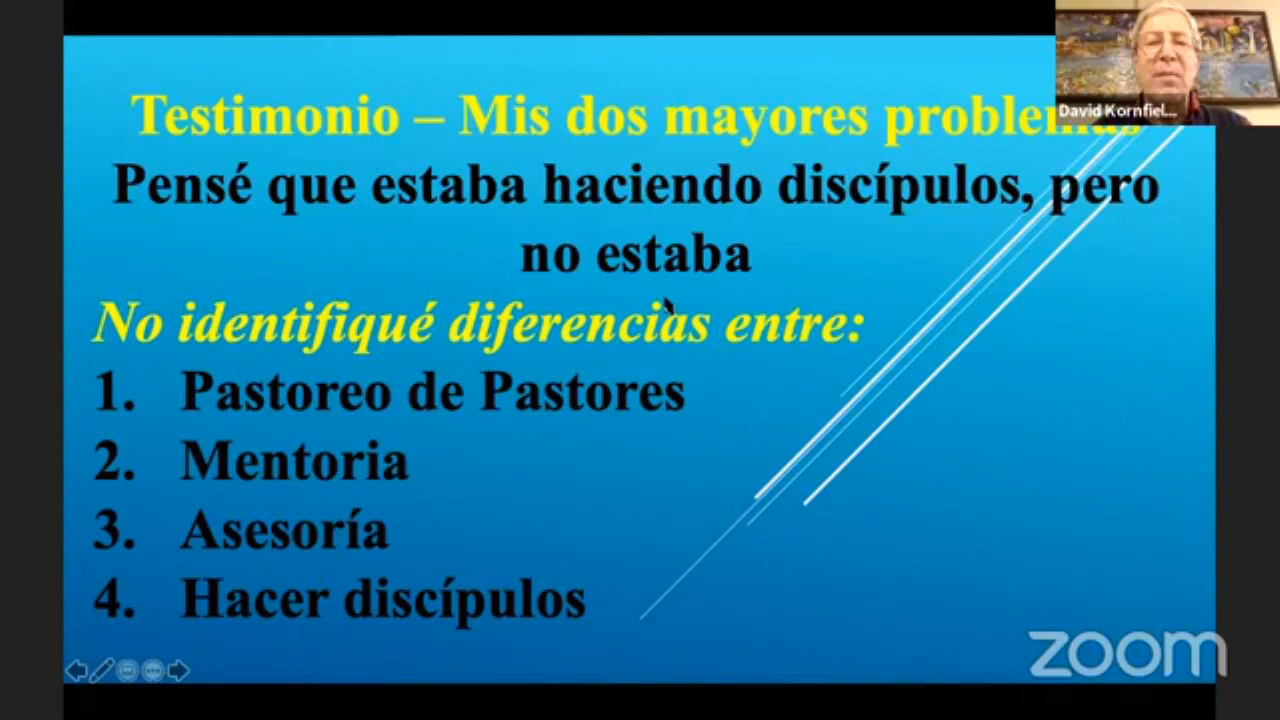 Testimonio – Mis dos mayores
David Kornfiel...
Pensé que estaba haciendo discípulos, pero
no estaba
No identifiqué diferencias entre:
1. Pastoreo de Pastores
2. Mentoria
3. Asesoría
4. Hacer discípulos
zoom